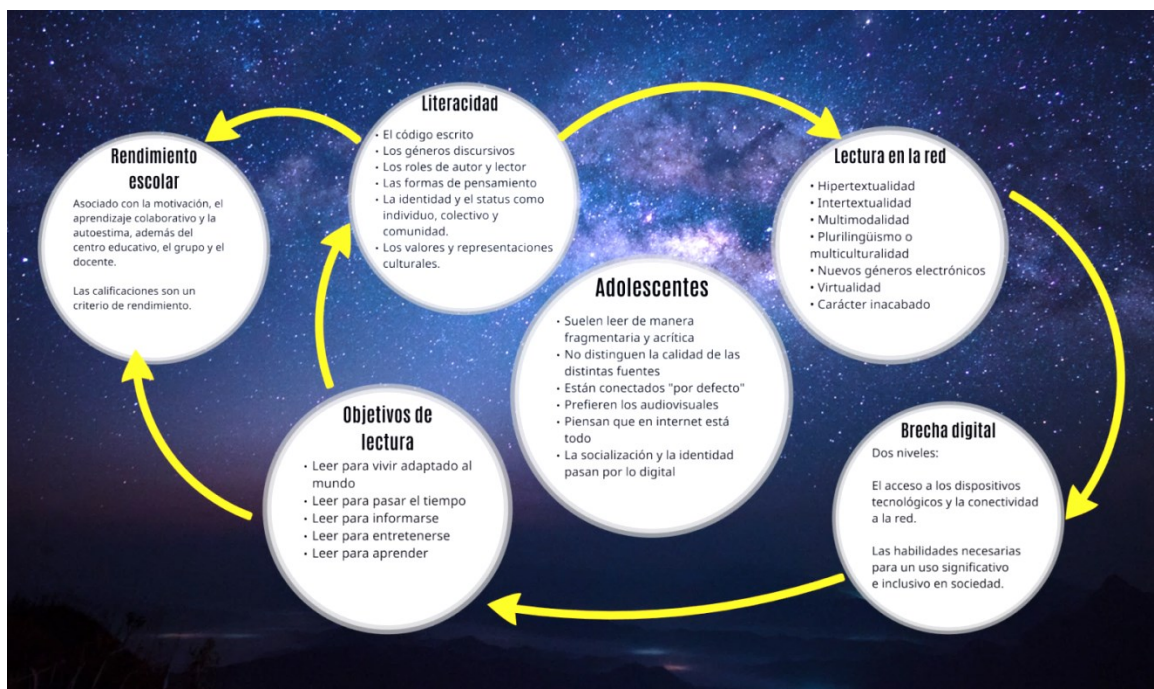 Literacidad
• El código escrito
• Los géneros discursivos
• Los roles de autor y lector
• Las formas de pensamiento
• La identidad y el status como
individuo, colectivo y
comunidad.
• Los valores y representaciones
culturales.
Rendimiento
escolar
Asociado con la motivación, el
aprendizaje colaborativo y la
autoestima, además del
centro educativo, el grupo y el
docente.
Las calificaciones son un
criterio de rendimiento.
Lectura en la red
• Hipertextualidad
• Intertextualidad
• Multimodalidad
• Plurilingüismo o
multiculturalidad
• Nuevos géneros electrónicos
• Virtualidad
• Carácter inacabado
Adolescentes
• Suelen leer de manera
fragmentaria y acrítica
• No distinguen la calidad de las
distintas fuentes
• Están conectados "por defecto"
• Prefieren los audiovisuales
• Piensan que en internet está
todo
• La socialización y la identidad
pasan por lo digital
Objetivos de
lectura
• Leer para vivir adaptado al
mundo
• Leer para pasar el tiempo
• Leer para informarse
• Leer para entretenerse
• Leer para aprender
Brecha digital
Dos niveles:
El acceso a los dispositivos
tecnológicos y la conectividad
a la red.
Las habilidades necesarias
para un uso significativo
e inclusivo en sociedad.